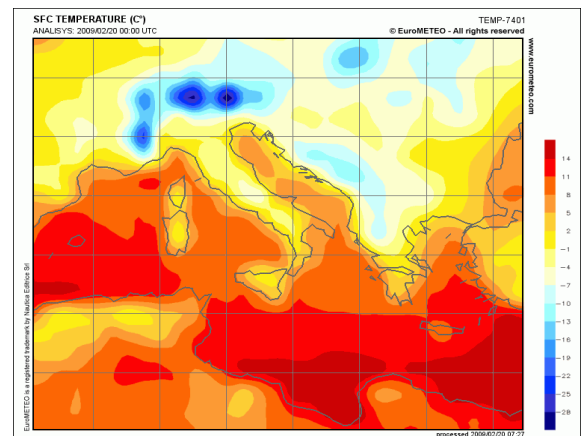 SFC TEMPERATURE (C°)
TEMP-7401
ANALISYS: 2009/02/20 00:00 UTC
© EuroMETEO - All rights reserved
www.eurometeo.com
EuroMETEO is a registered trademark by Nautica Editrice Srl
14
11
8
5
2
-1
-4
-7
-10
-13
-16
-19
-22
-25
-28
processed 2009/02/20 07:27